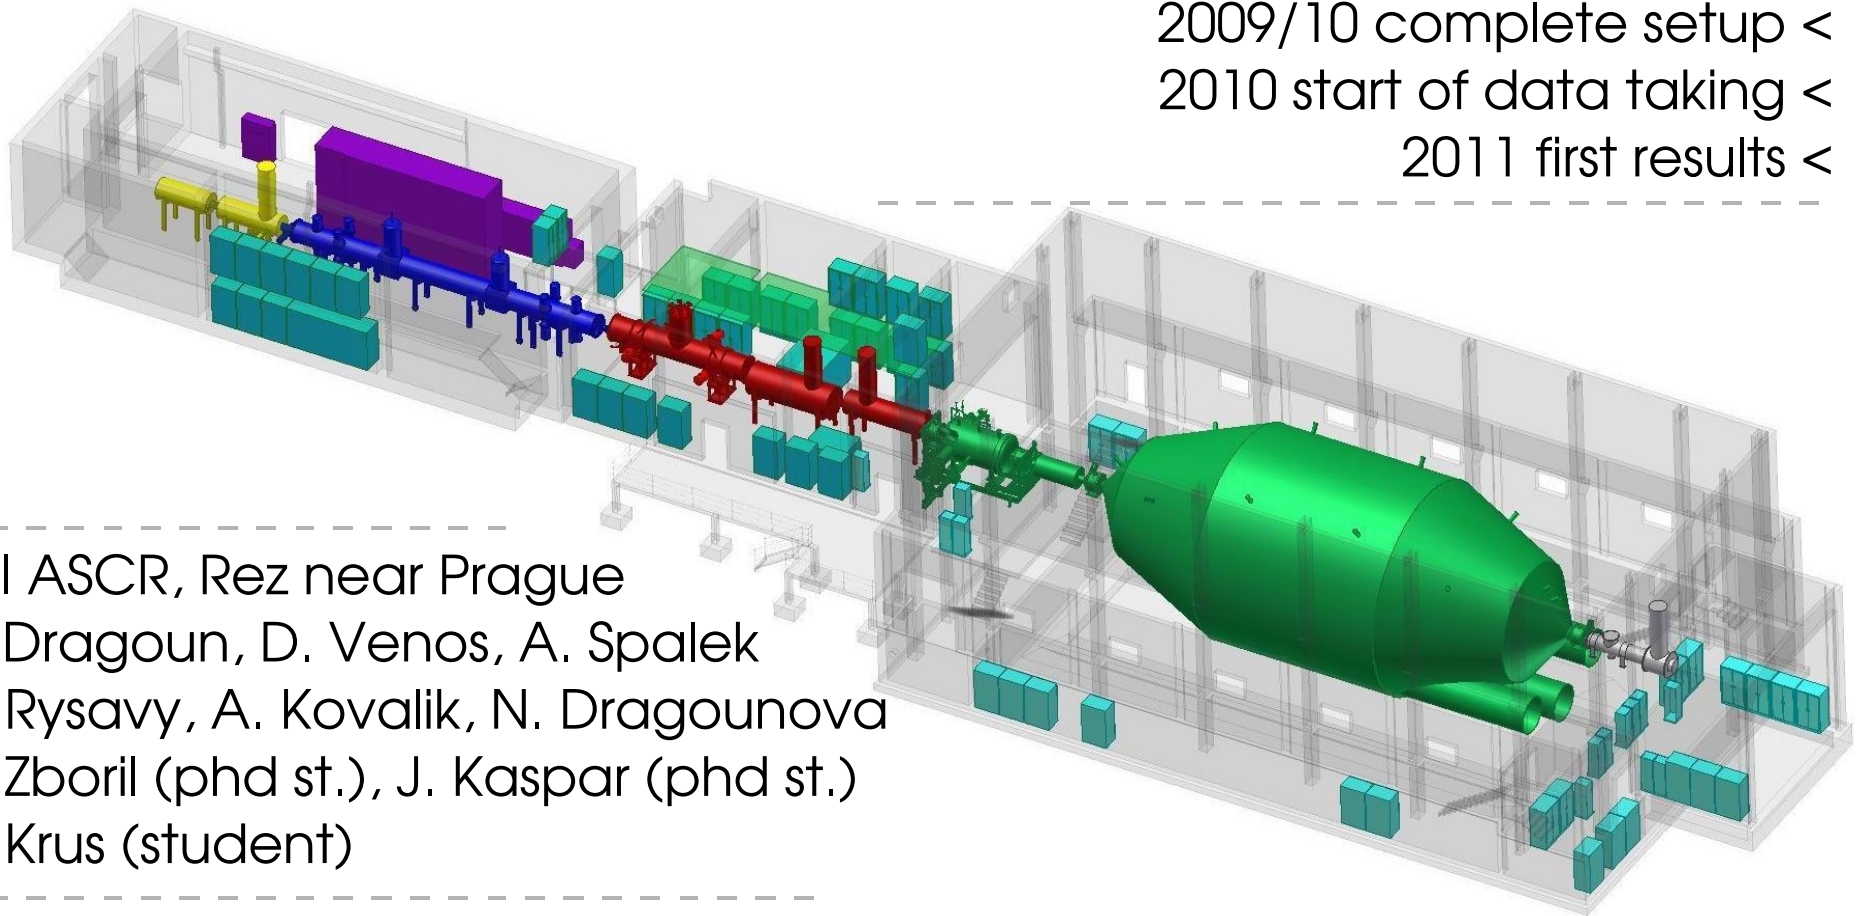 2009/10 complete setup <
2010 start of data taking <
2011 first results <
I ASCR, Rez near Prague
Dragoun, D. Venos, A. Spalek
Rysavy, A. Kovalik, N. Dragounova
Zboril (phd st.), J. Kaspar (phd st.)
Krus (student)